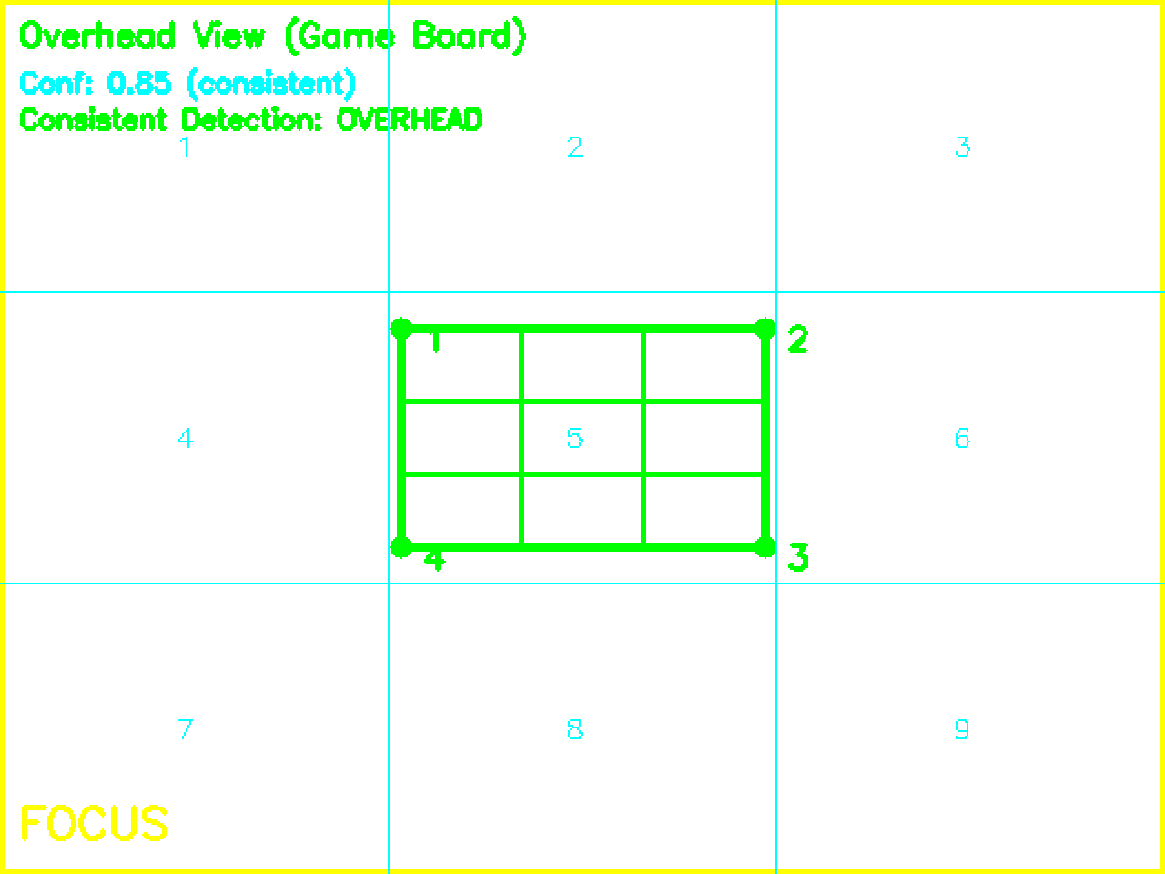 Overhead View (Game Board)
Conf: 0.85 (consistent)
Consistent Detection: OVERHEAD
1 2 3
1 2
4 5 6
4 3
7 8 9
FOCUS